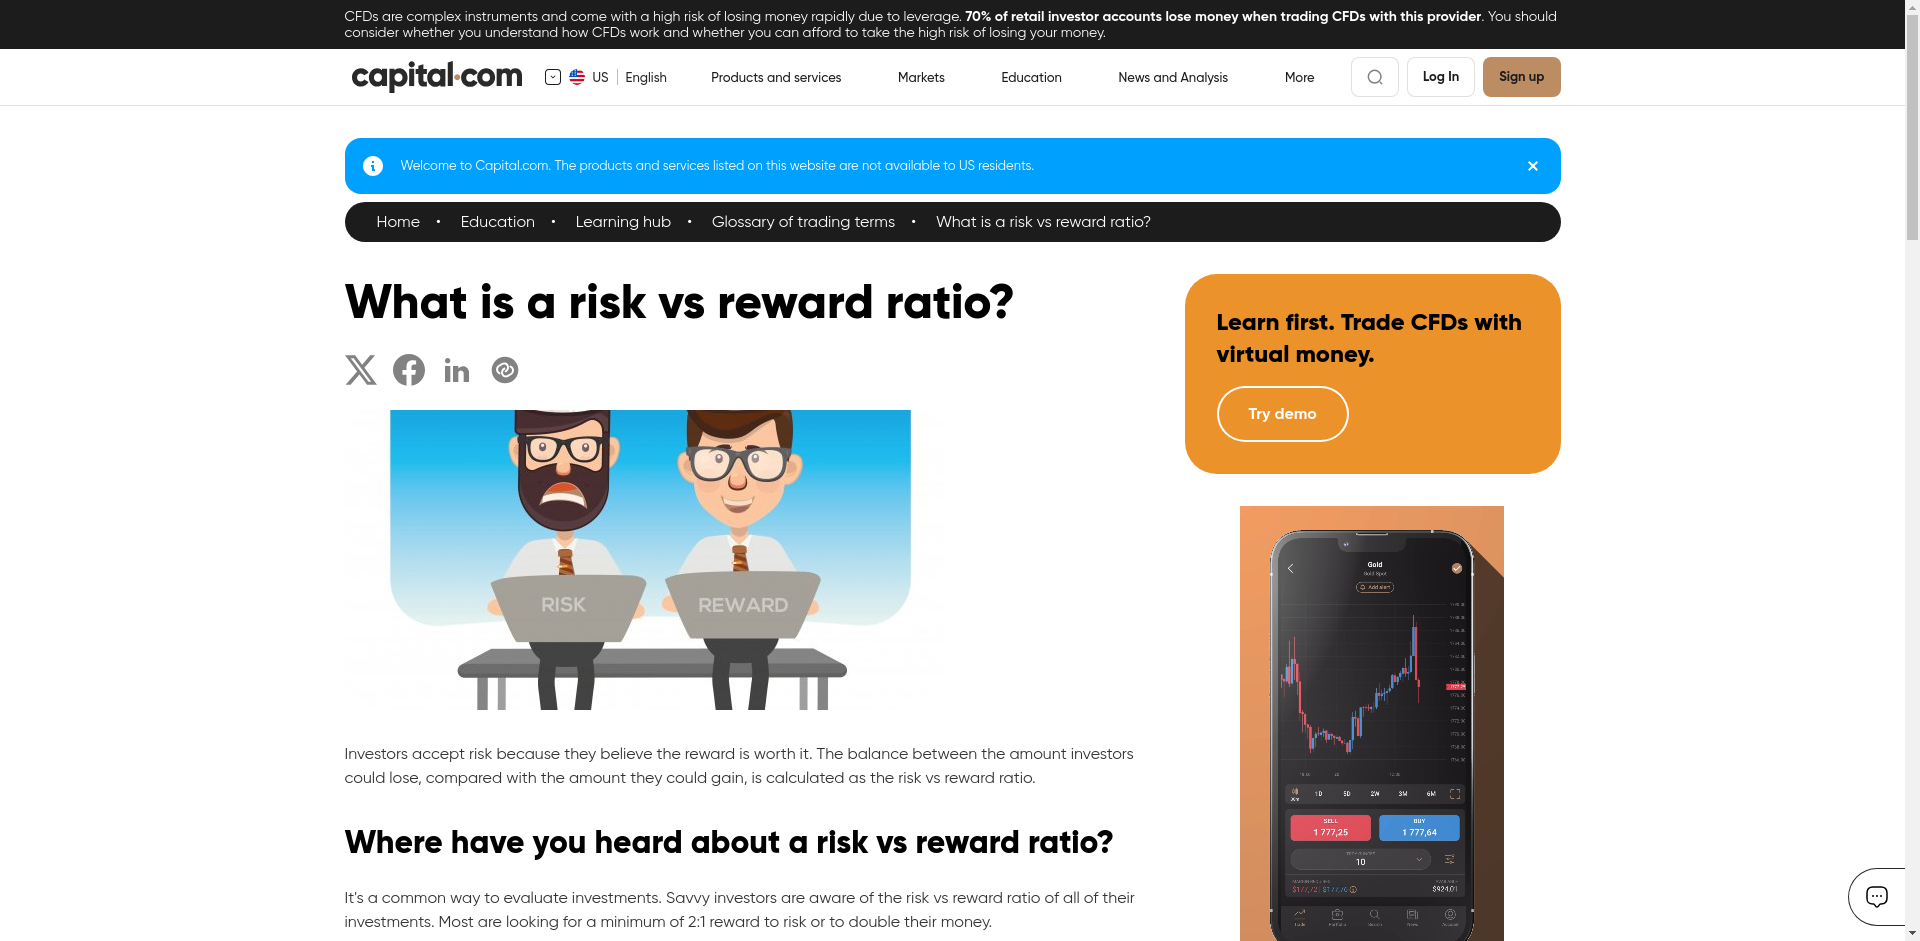 CFDs are complex instruments and come with a high risk of losing money rapidly due to leverage. 70% of retail investor accounts lose money when trading CFDs with this provider. You should
consider whether you understand how CFDs work and whether you can afford to take the high risk of losing your money.
capital.com
US English
Products and services
Markets
Education
News and Analysis
More
Log In
Sign up
Welcome to Capital.com. The products and services listed on this website are not available to US residents.
Home • Education • Learning hub • Glossary of trading terms • What is a risk vs reward ratio?
What is a risk vs reward ratio?
RISK
REWARD
Investors accept risk because they believe the reward is worth it. The balance between the amount investors
could lose, compared with the amount they could gain, is calculated as the risk vs reward ratio.
Where have you heard about a risk vs reward ratio?
It's a common way to evaluate investments. Savvy investors are aware of the risk vs reward ratio of all of their
investments. Most are looking for a minimum of 2:1 reward to risk or to double their money.
Learn first. Trade CFDs with
virtual money.
Try demo
Gold
Gold Spot
Add alert
1D 5D 2W 3M 6M
SELL
1 777,25
BUY
1 777,64
10
$924.01